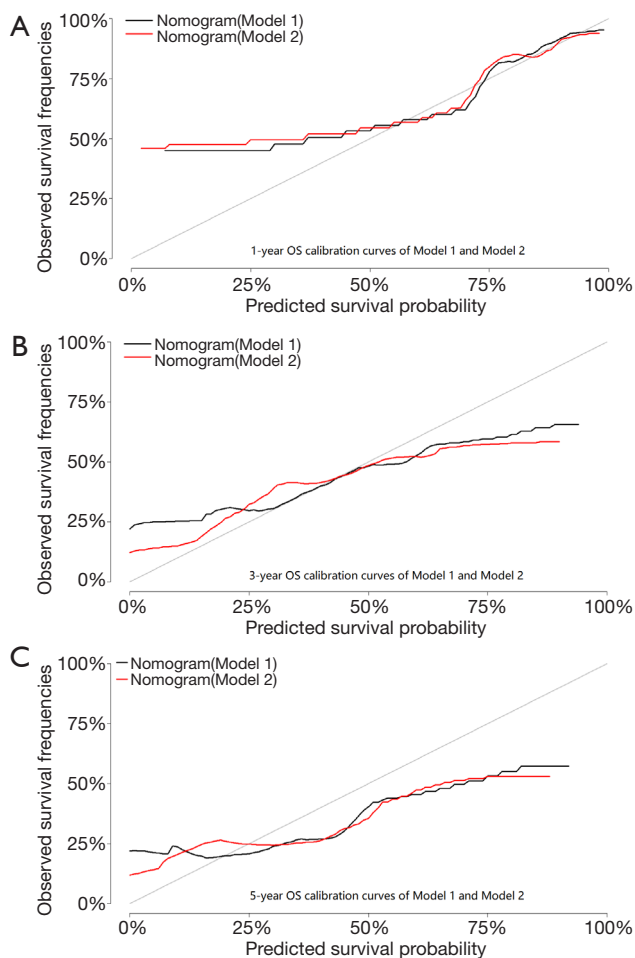 A
Nomogram(Model 1)
Nomogram(Model 2)
100%
75%
50%
25%
0%
Observed survival frequencies
1-year OS calibration curves of Model 1 and Model 2
0%
25%
50%
75%
100%
Predicted survival probability
B
Nomogram(Model 1)
Nomogram(Model 2)
100%
75%
50%
25%
0%
Observed survival frequencies
3-year OS calibration curves of Model 1 and Model 2
0%
25%
50%
75%
100%
Predicted survival probability
C
Nomogram(Model 1)
Nomogram(Model 2)
100%
75%
50%
25%
0%
Observed survival frequencies
5-year OS calibration curves of Model 1 and Model 2
0%
25%
50%
75%
100%
Predicted survival probability